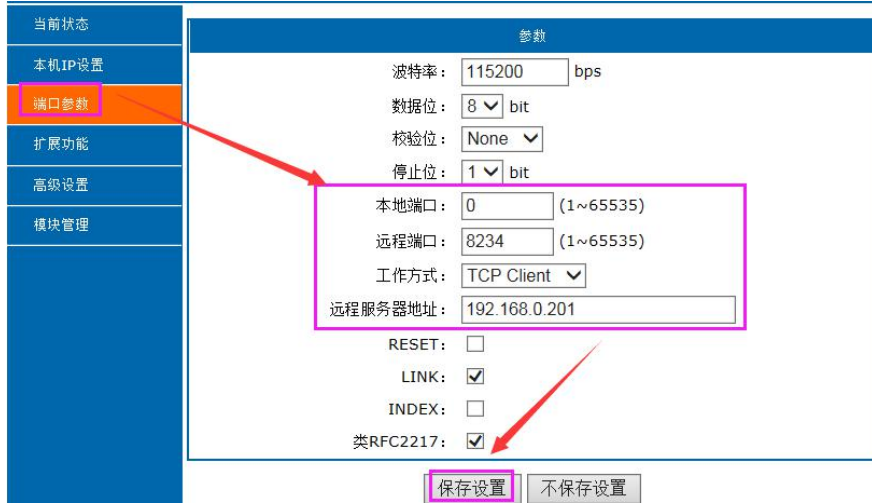 当前状态
本机IP设置
端口参数
扩展功能
高级设置
模块管理
参数
波特率： 115200 bps
数据位： 8 bit
校验位： None
停止位： 1 bit
本地端口： 0 (1~65535)
远程端口： 8234 (1~65535)
工作方式： TCP Client
远程服务器地址： 192.168.0.201
RESET：
LINK：
INDEX：
类RFC2217：
保存设置 不保存设置